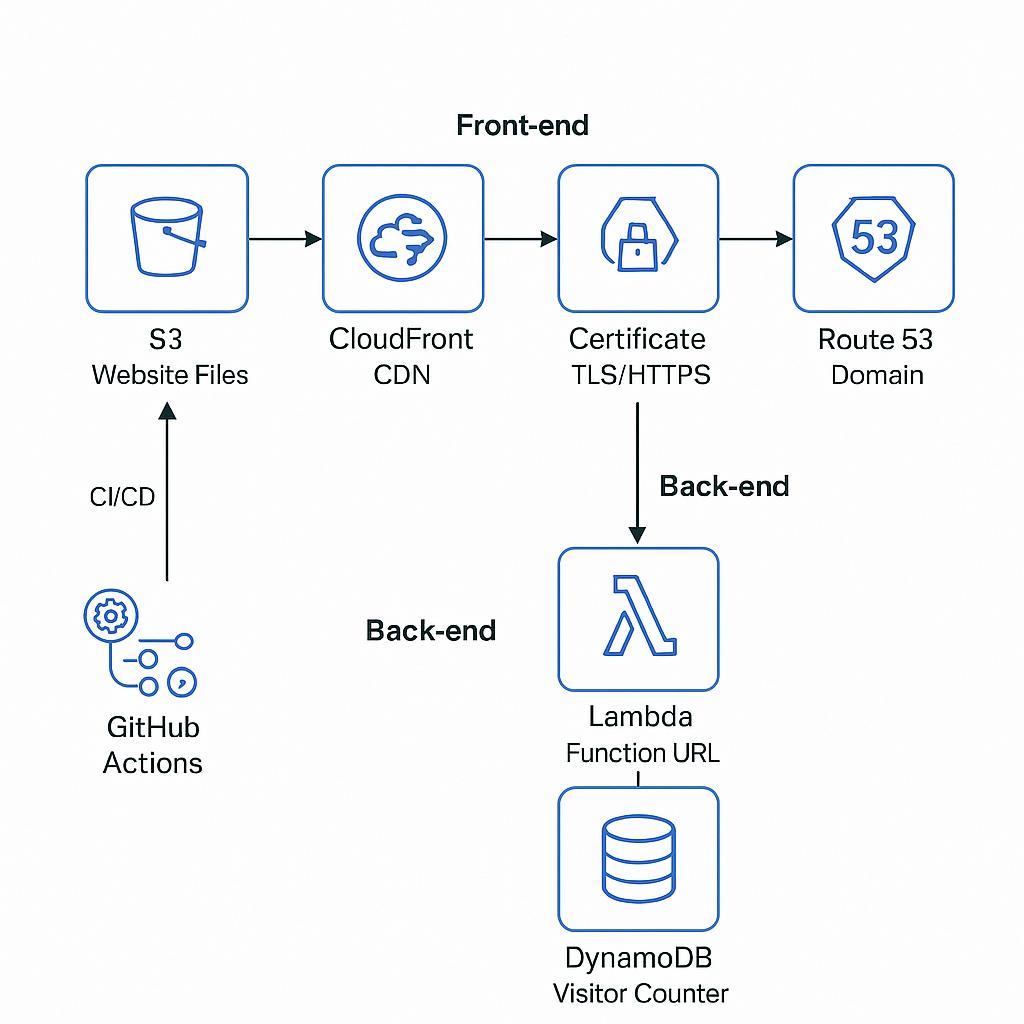 Front-end
53
S3
Website Files
CloudFront
CDN
Certificate
TLS/HTTPS
Route 53
Domain
CI/CD
Back-end
Back-end
GitHub
Actions
Lambda
Function URL
DynamoDB
Visitor Counter